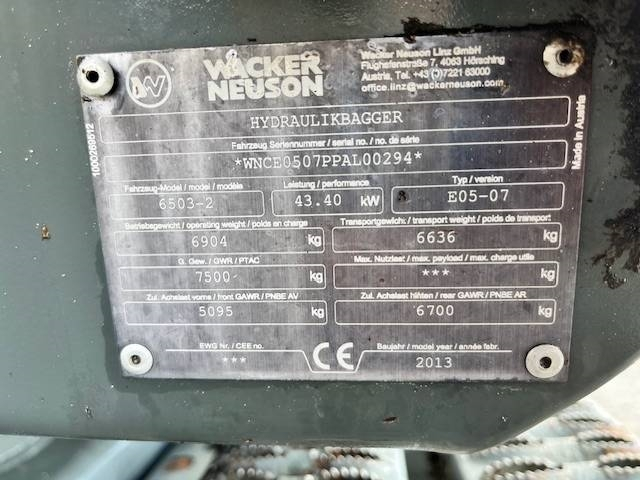 WACKER
NEUSON
Wacker Neuson Linz GmbH
Flughafenstraße 7, 4063 Hörsching
Austria, Tel. +43 (0)7221 63000
office.linz@wackerneuson.com
HYDRAULIKBAGGER
Fahrzeug Seriennummer / serial no. / no. de série
*WNCE0507PPAL00294*
Fahrzeug-Model / model / modèle Leistung / performance Typ / version
6503-2 43.40 kW E05-07
Betriebsgewicht / operating weight / poids en charge Transportgewicht / transport weight / poids de transport
6904 kg 6636 kg
G. Gew. / GWR / PTAC Max. Nutzlast / max. payload / max. charge utile
7500 kg *** kg
Zul. Achslast vorne / front GAWR / PNBE AV Zul. Achslast hinten / rear GAWR / PNBE AR
5095 kg 6700 kg
EWG Nr. / CEE no. CE Baujahr / model year / année fabr.
*** 2013
1000289512
Made in Austria